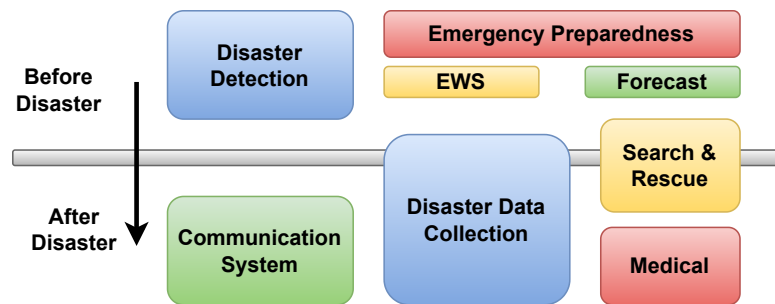 Disaster
Detection
Emergency Preparedness
EWS
Forecast
Before
Disaster
Search &
Rescue
Disaster Data
Collection
After
Disaster
Communication
System
Medical